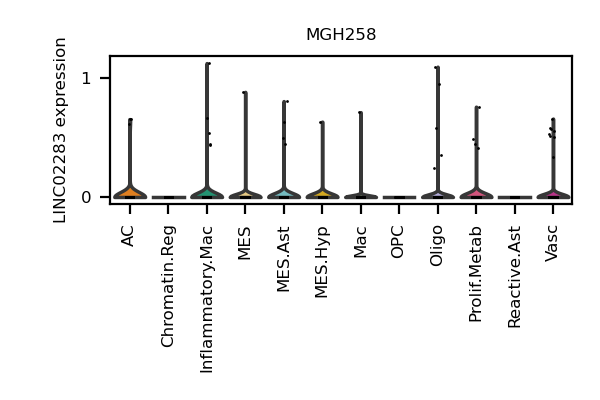 MGH258
LINC02283 expression
1
0
AC
Chromatin.Reg
Inflammatory.Mac
MES
MES.Ast
MES.Hyp
Mac
OPC
Oligo
Prolif.Metab
Reactive.Ast
Vasc